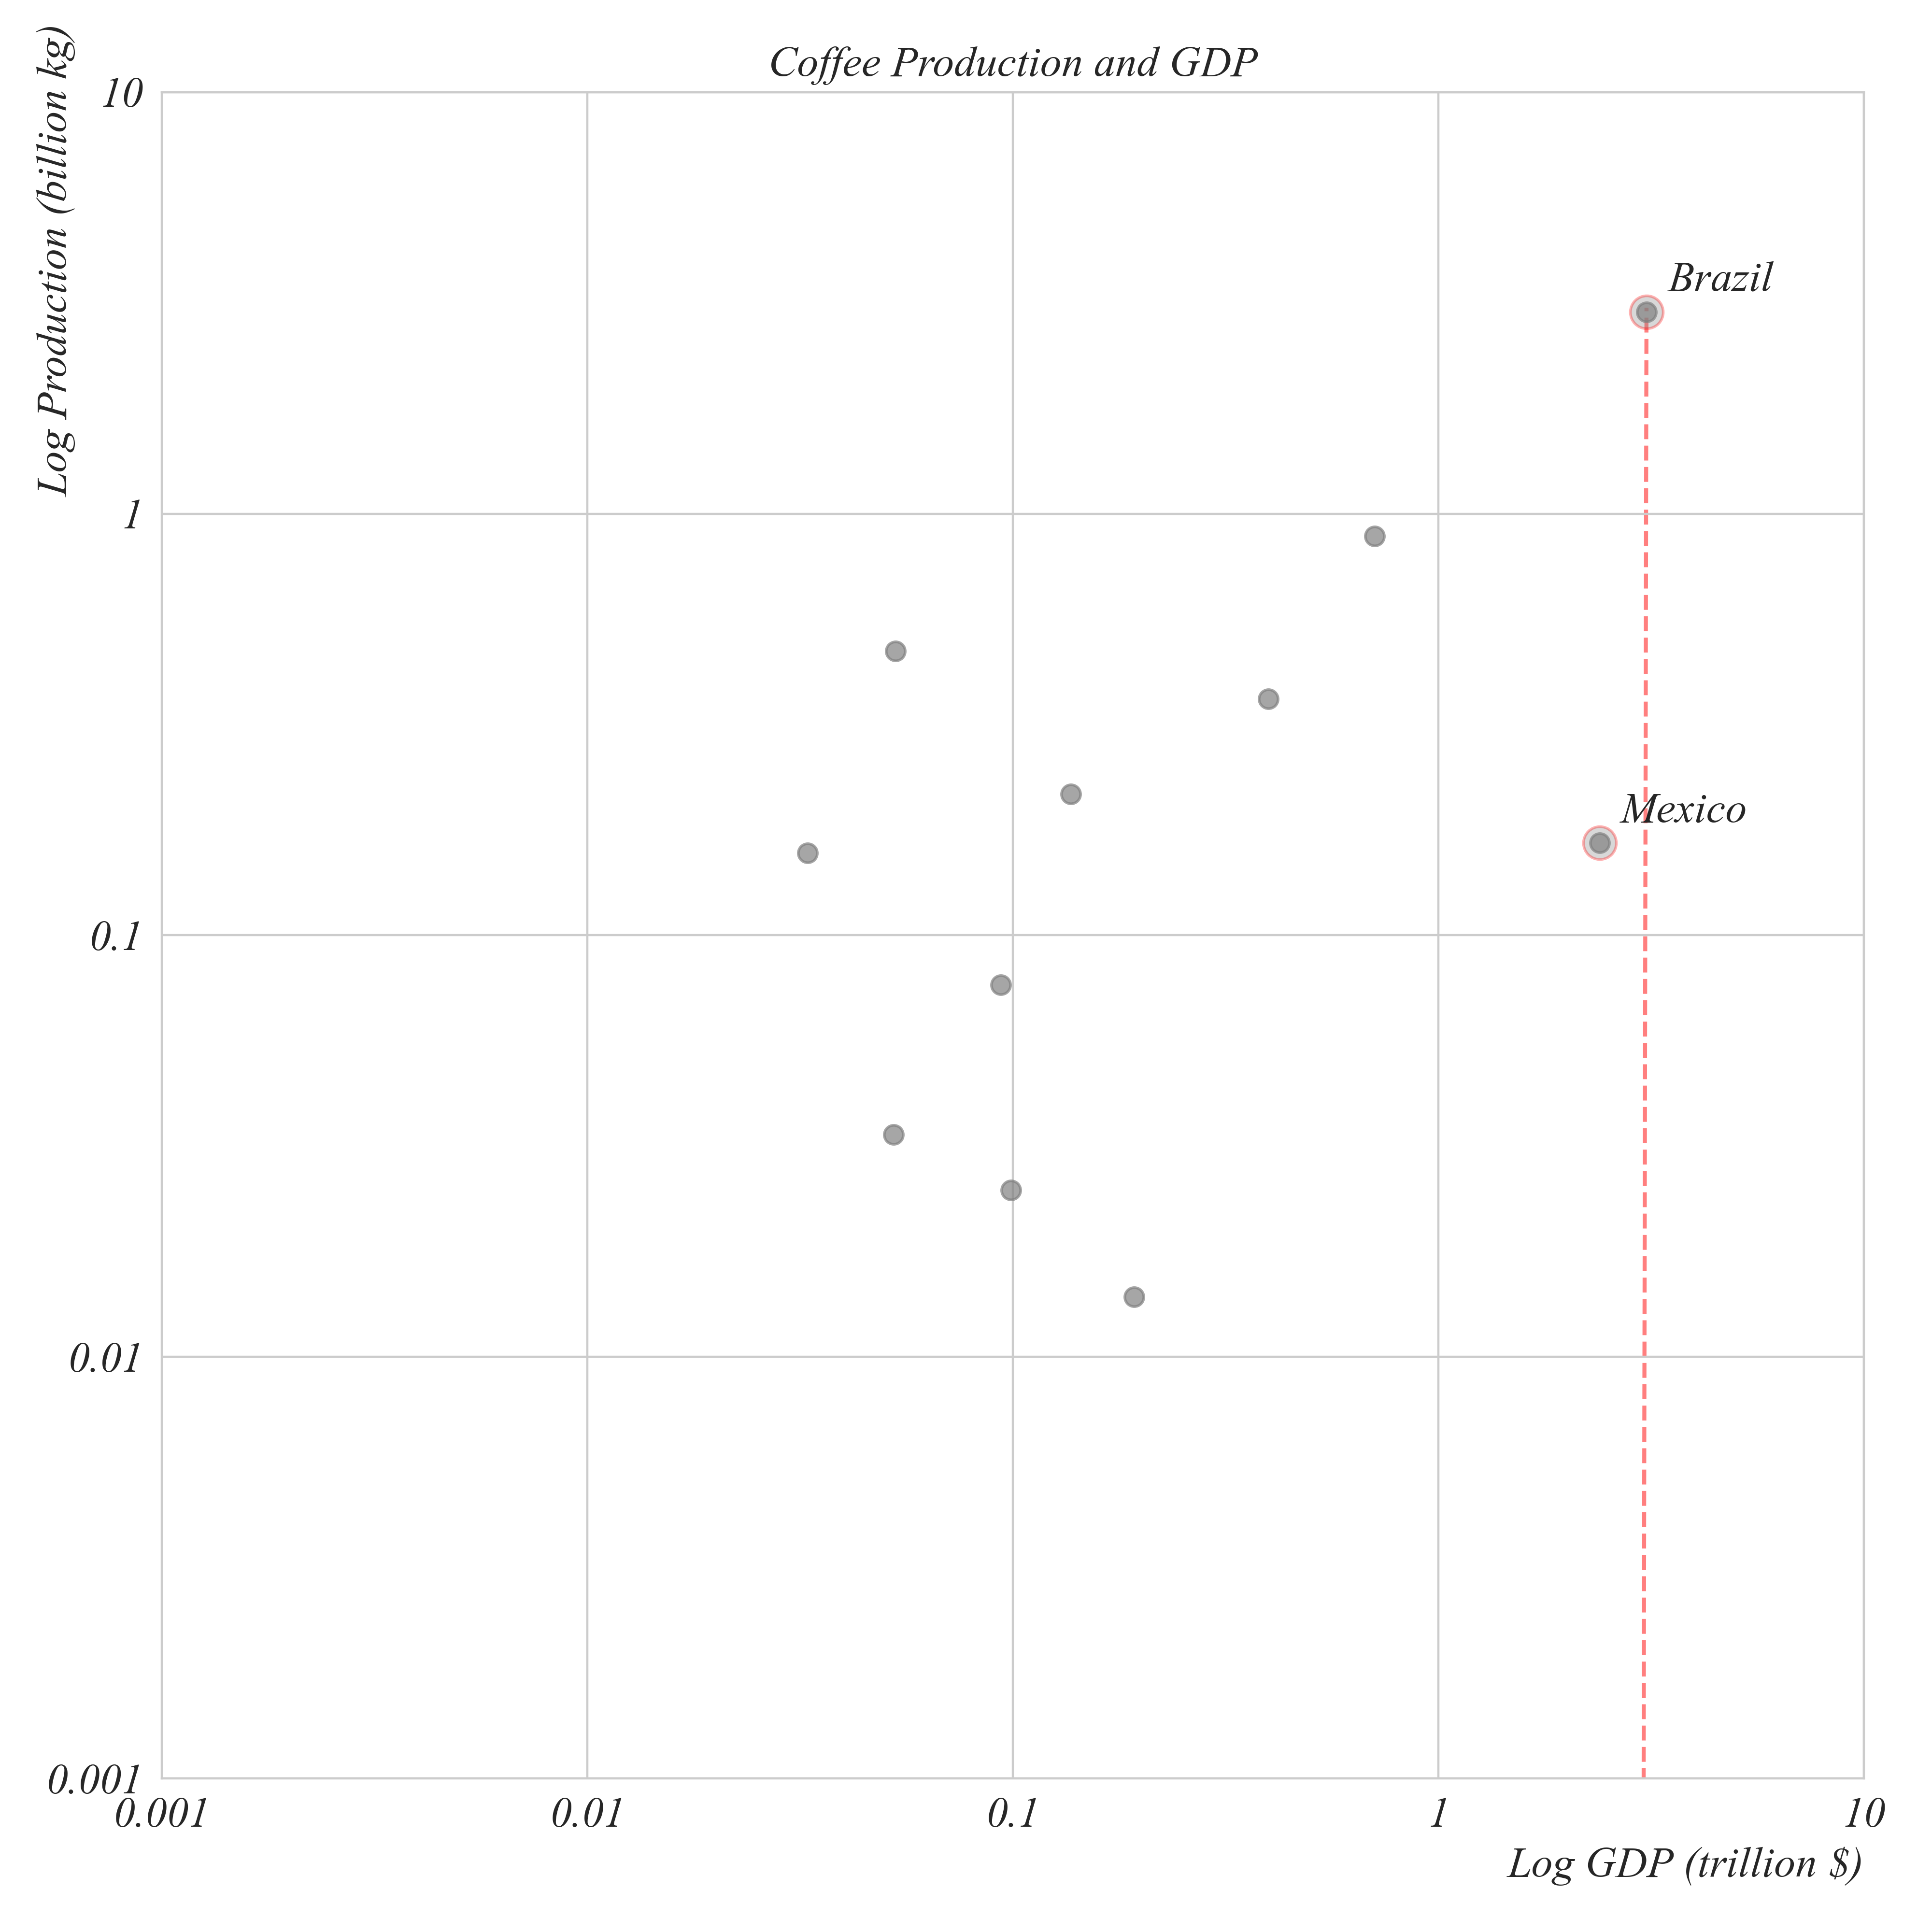 Coffee Production and GDP
Log Production (billion kg)
10
1
0.1
0.01
0.001
Brazil
Mexico
0.001
0.01
0.1
1
10
Log GDP (trillion $)